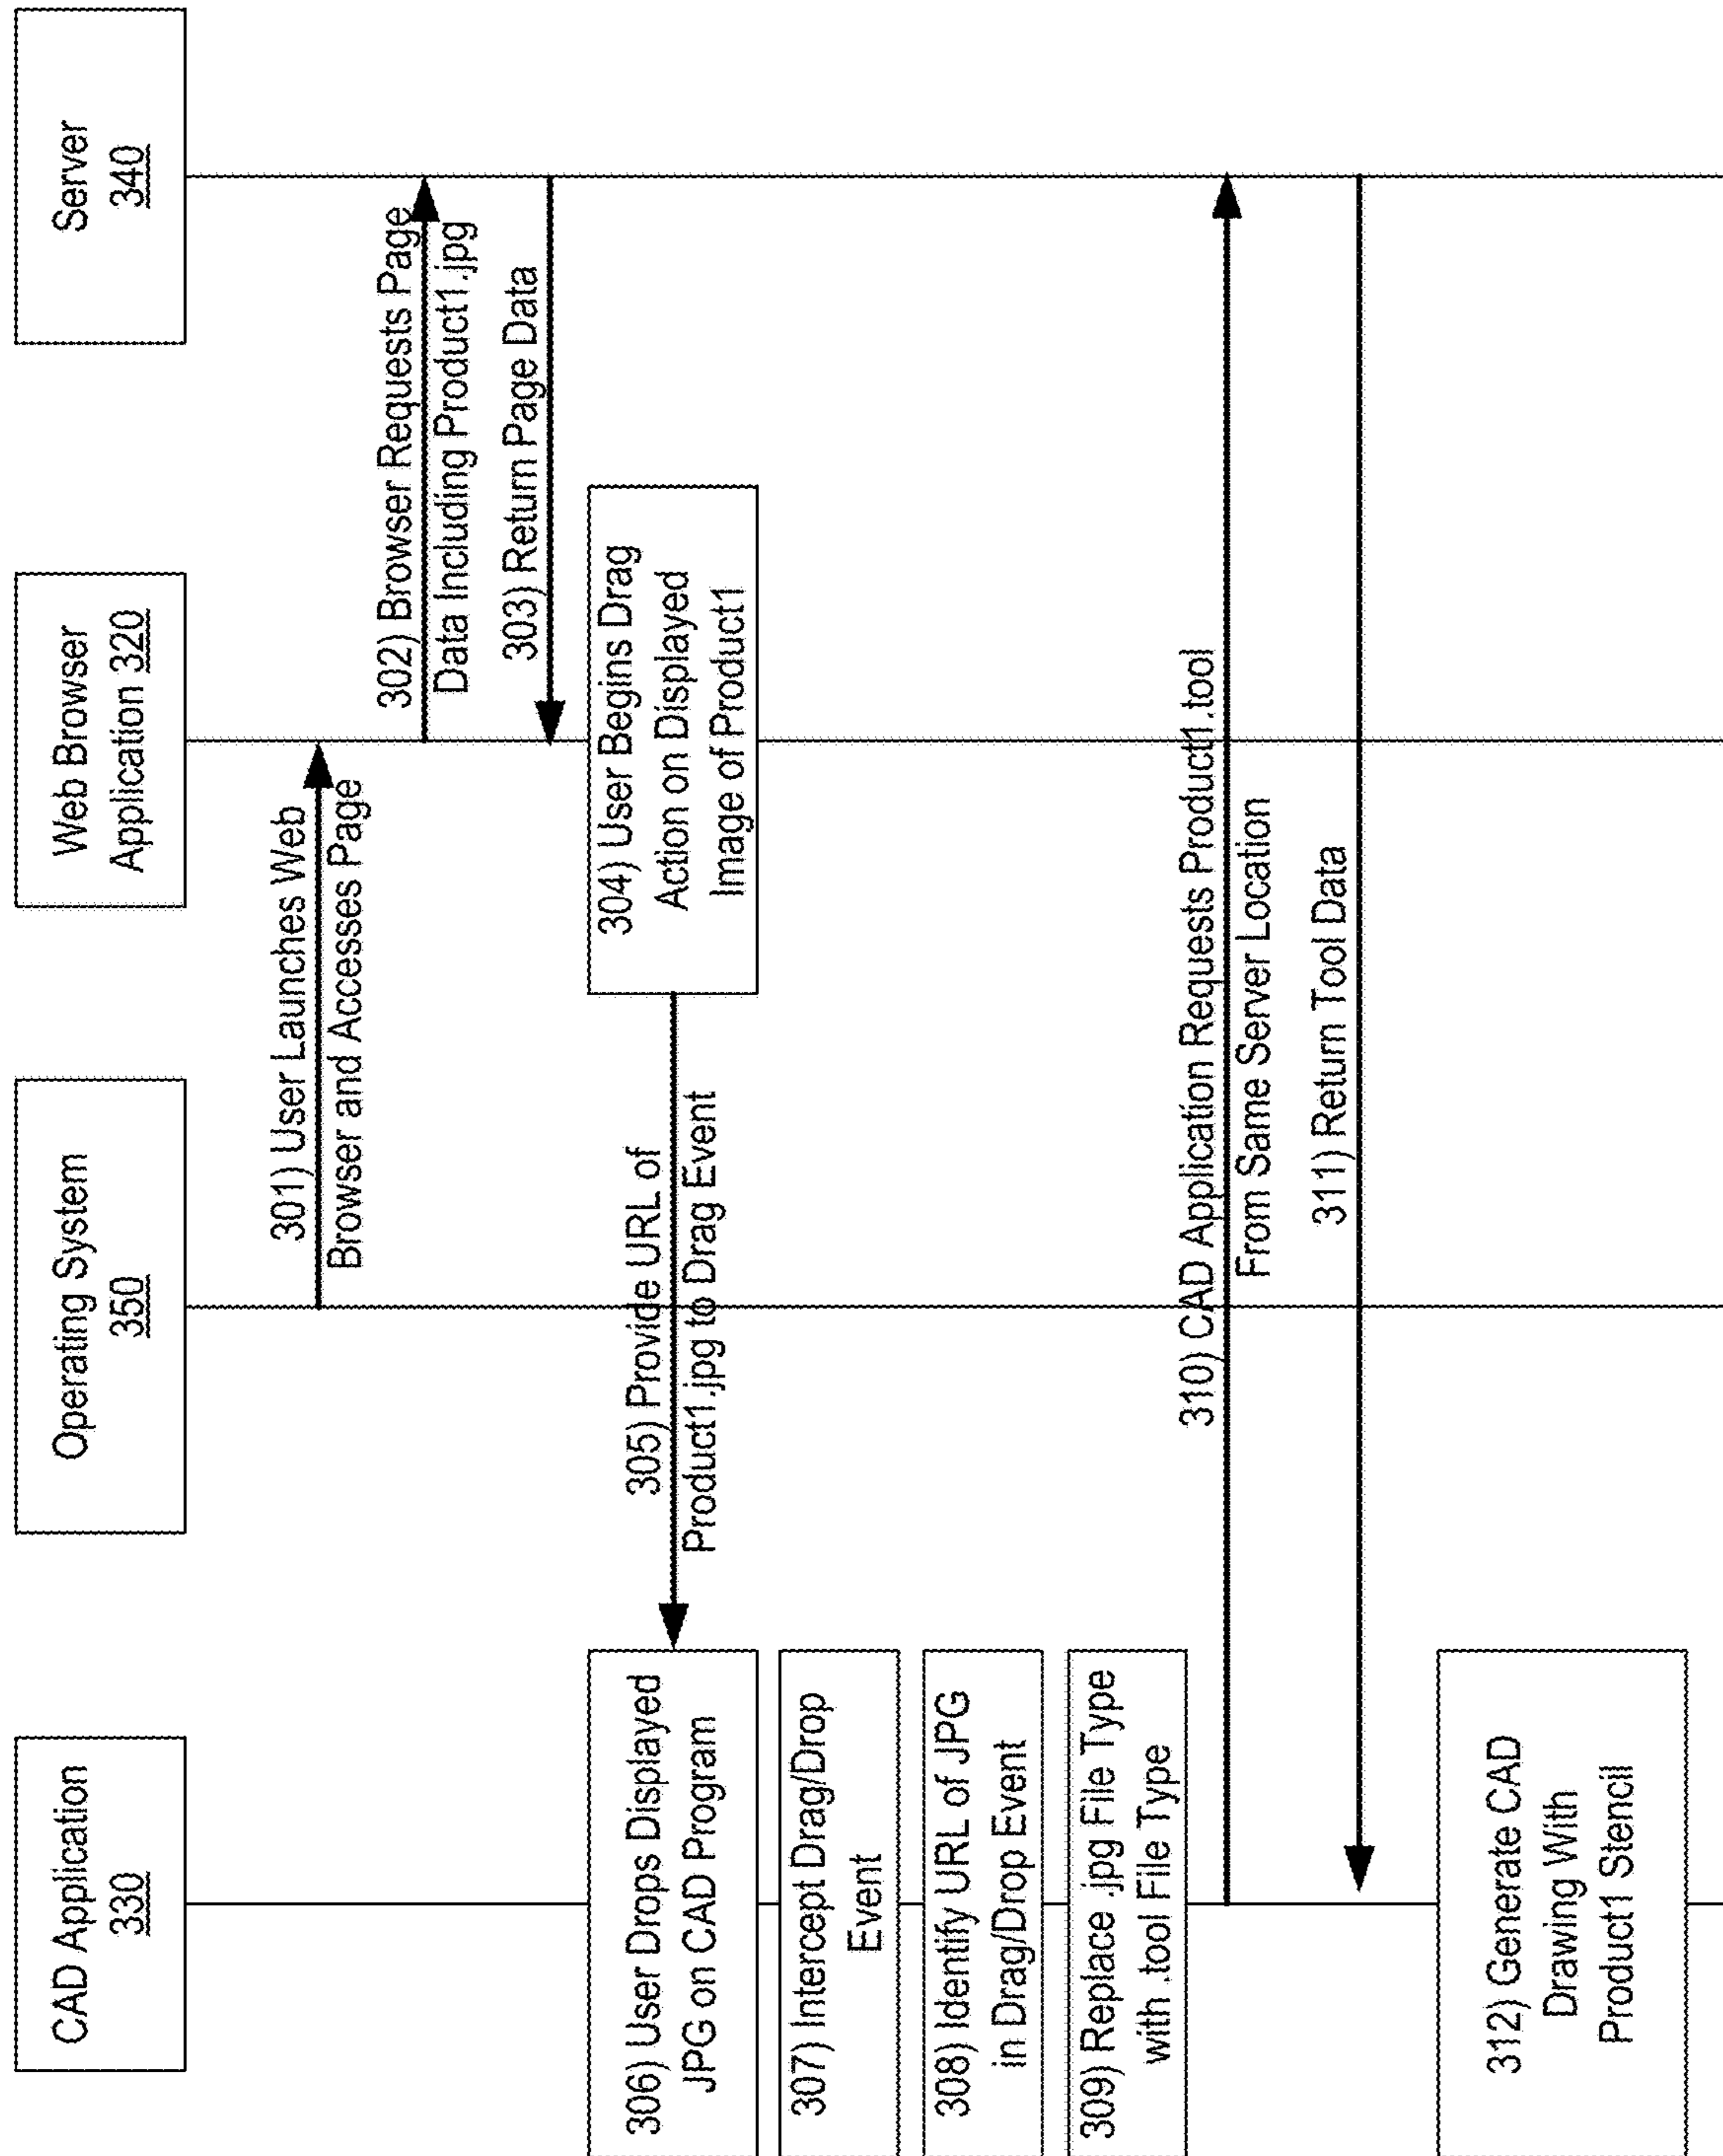 CAD Application
330
Operating System
350
Web Browser
Application 320
Server
340
301) User Launches Web
Browser and Accesses Page
302) Browser Requests Page
Data Including Product1.jpg
303) Return Page Data
304) User Begins Drag
Action on Displayed
Image of Product1
305) Provide URL of
Product1.jpg to Drag Event
306) User Drops Displayed
JPG on CAD Program
307) Intercept Drag/Drop
Event
308) Identify URL of JPG
in Drag/Drop Event
309) Replace .jpg File Type
with .tool File Type
310) CAD Application Requests Product1.tool
From Same Server Location
311) Return Tool Data
312) Generate CAD
Drawing With
Product1 Stencil